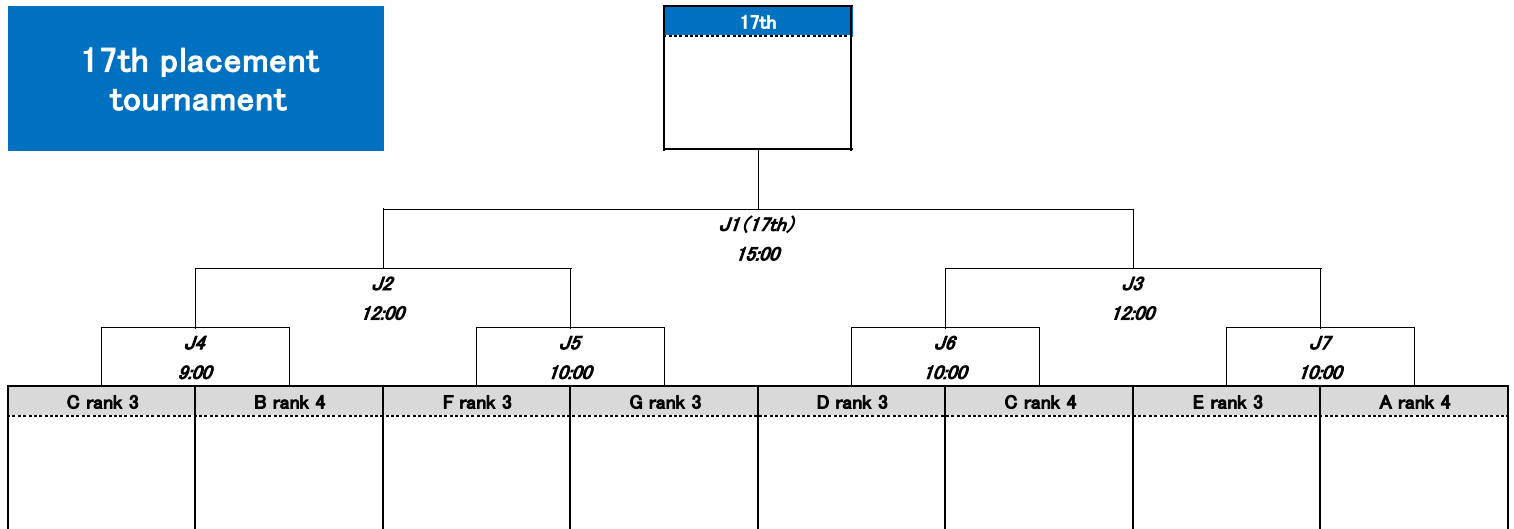 17th placement
tournament
17th
J1(17th)
15:00
J2
J3
12:00
12:00
J4
J5
J6
J7
9:00
10:00
10:00
10:00
C rank 3
B rank 4
F rank 3
G rank 3
D rank 3
C rank 4
E rank 3
A rank 4